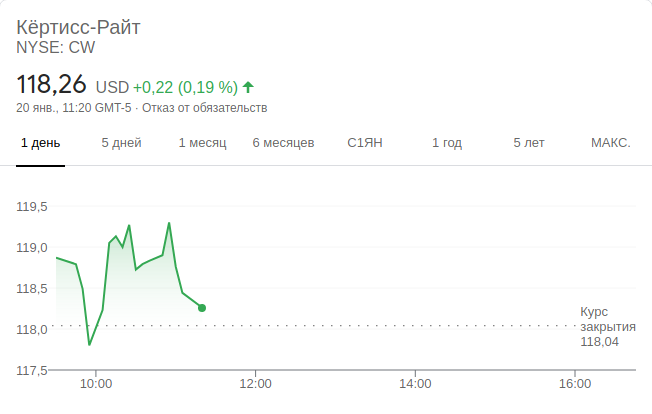 Кёртисс-Райт
NYSE: CW
118,26 USD +0,22 (0,19 %)
20 янв., 11:20 GMT-5 · Отказ от обязательств
1 день 5 дней 1 месяц 6 месяцев С1ЯН 1 год 5 лет МАКС.
119,5
119,0
118,5
118,0
117,5
Курс
закрытия
118,04
10:00 12:00 14:00 16:00